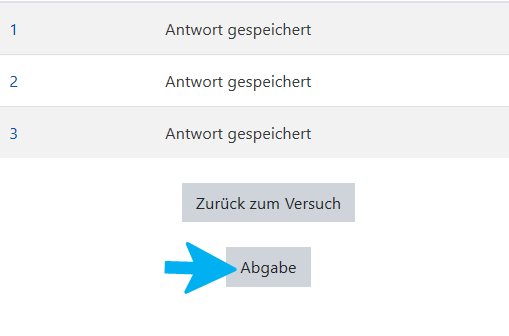 1 Antwort gespeichert
2 Antwort gespeichert
3 Antwort gespeichert
Zurück zum Versuch
Abgabe